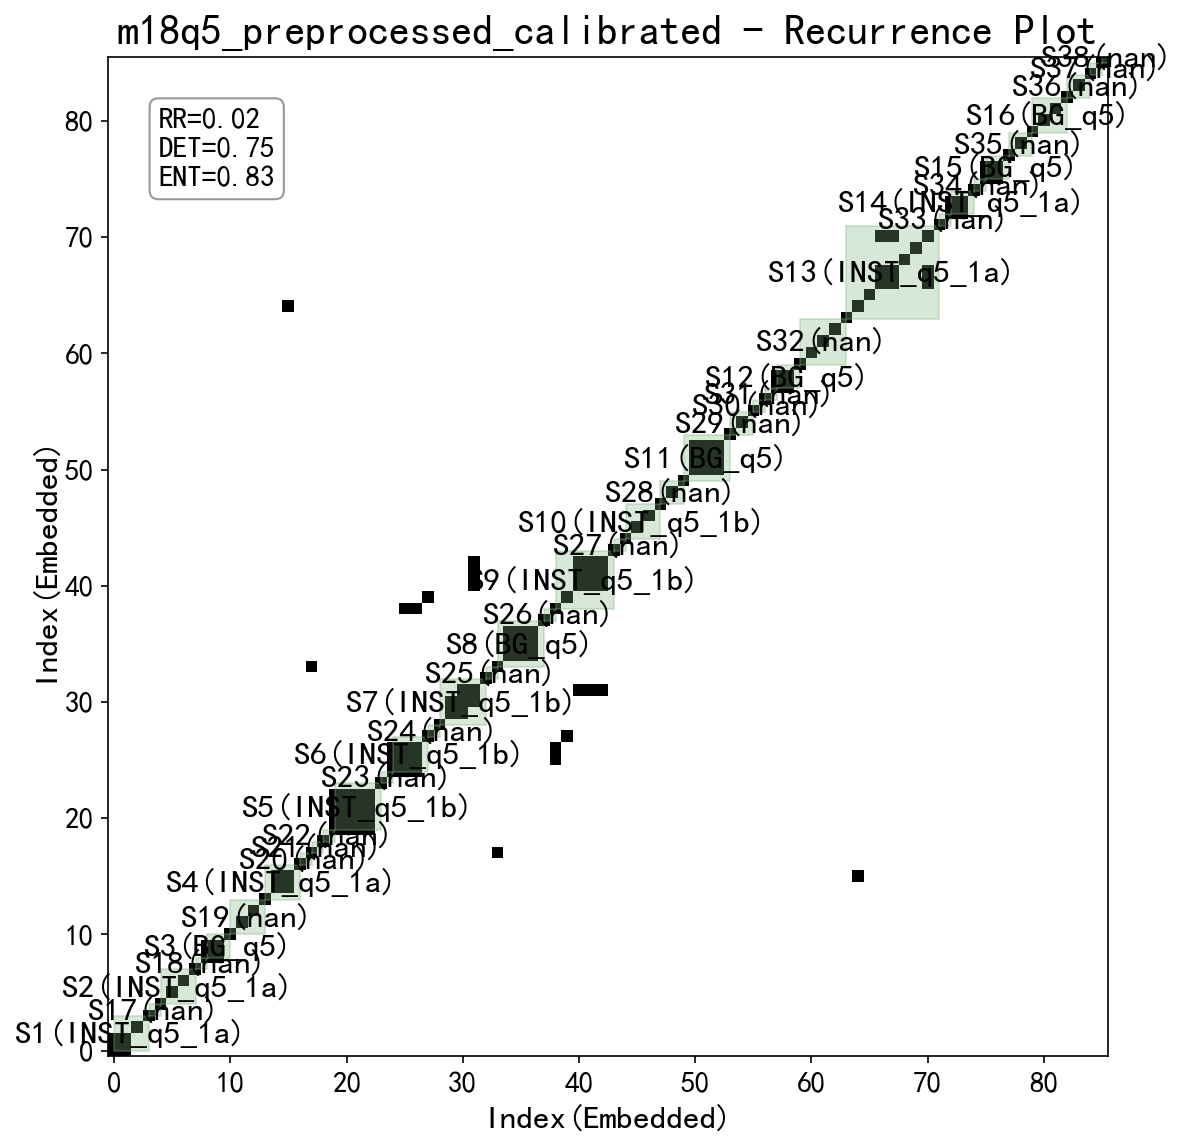 m18q5_preprocessed_calibrated - Recurrence Plot
RR=0.02
DET=0.75
ENT=0.83
S38(nan)
S37(nan)
S36(nan)
S16(BG_q5)
S35(nan)
S15(BG_q5)
S34(nan)
S14(INST_q5_1a)
S33(nan)
S13(INST_q5_1a)
S32(nan)
S12(BG_q5)
S31(nan)
S30(nan)
S29(nan)
S11(BG_q5)
S28(nan)
S10(INST_q5_1b)
S27(nan)
S9(INST_q5_1b)
S26(nan)
S8(BG_q5)
S25(nan)
S7(INST_q5_1b)
S24(nan)
S6(INST_q5_1b)
S23(nan)
S5(INST_q5_1b)
S22(nan)
S21(nan)
S20(nan)
S4(INST_q5_1a)
S19(nan)
S3(BG_q5)
S18(nan)
S2(INST_q5_1a)
S17(nan)
S1(INST_q5_1a)
80
70
60
50
40
30
20
10
0
Index(Embedded)
0 10 20 30 40 50 60 70 80
Index(Embedded)